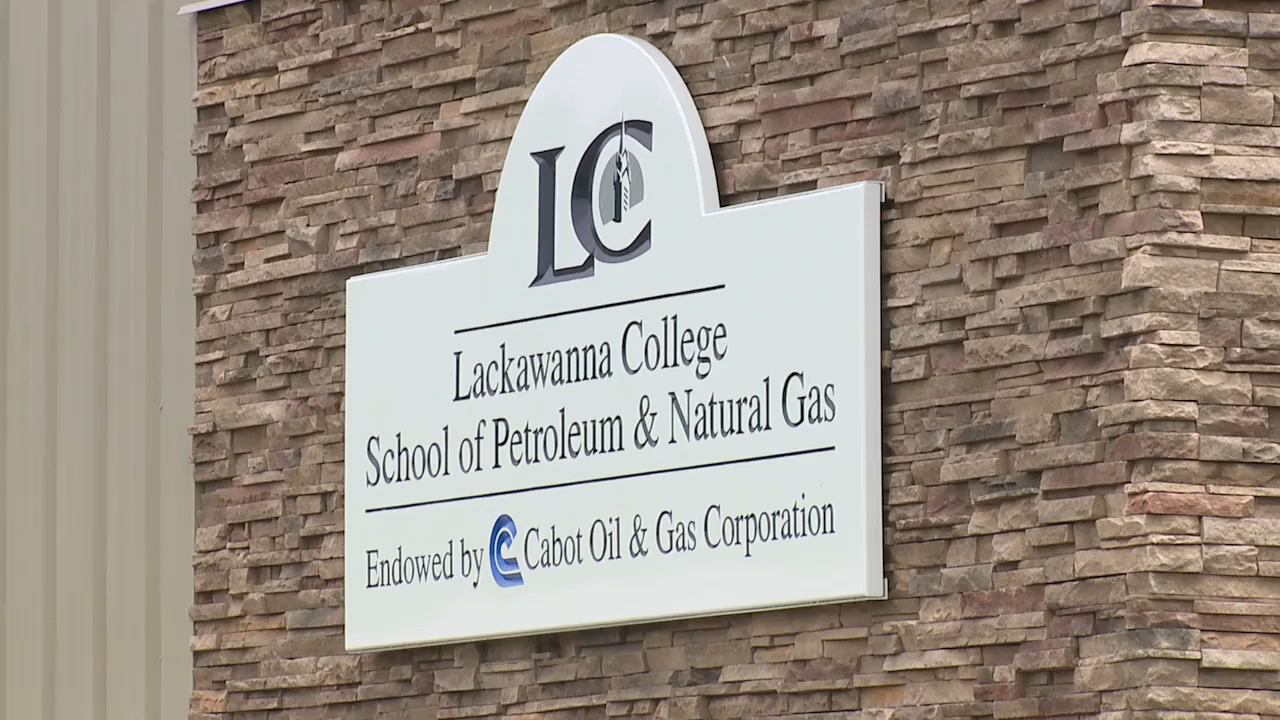 LC
Lackawanna College
School of Petroleum & Natural Gas
Endowed by Cabot Oil & Gas Corporation